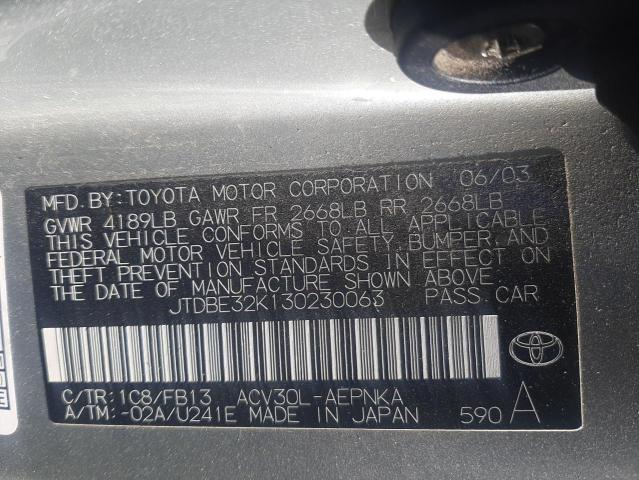 MFD. BY: TOYOTA MOTOR CORPORATION 06/03
GVWR 4189LB GAWR FR 2668LB RR 2668LB
THIS VEHICLE CONFORMS TO ALL APPLICABLE
FEDERAL MOTOR VEHICLE SAFETY, BUMPER, AND
THEFT PREVENTION STANDARDS IN EFFECT ON
THE DATE OF MANUFACTURE SHOWN ABOVE.
JTDBE32K130230063 PASS. CAR
C/TR: 1C8/FB13 ACV30L-AEPNKA
A/TM: -02A/U241E MADE IN JAPAN 590 A